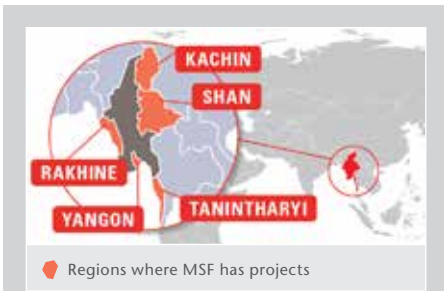 KACHIN
SHAN
RAKHINE
TANINTHARYI
YANGON
Regions where MSF has projects